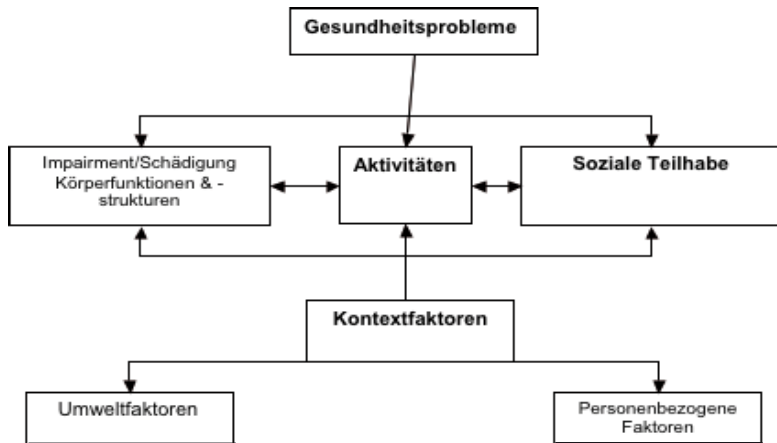 Gesundheitsprobleme
Impairment/Schädigung
Körperfunktionen & -
strukturen
Aktivitäten
Soziale Teilhabe
Kontextfaktoren
Umweltfaktoren
Personenbezogene
Faktoren